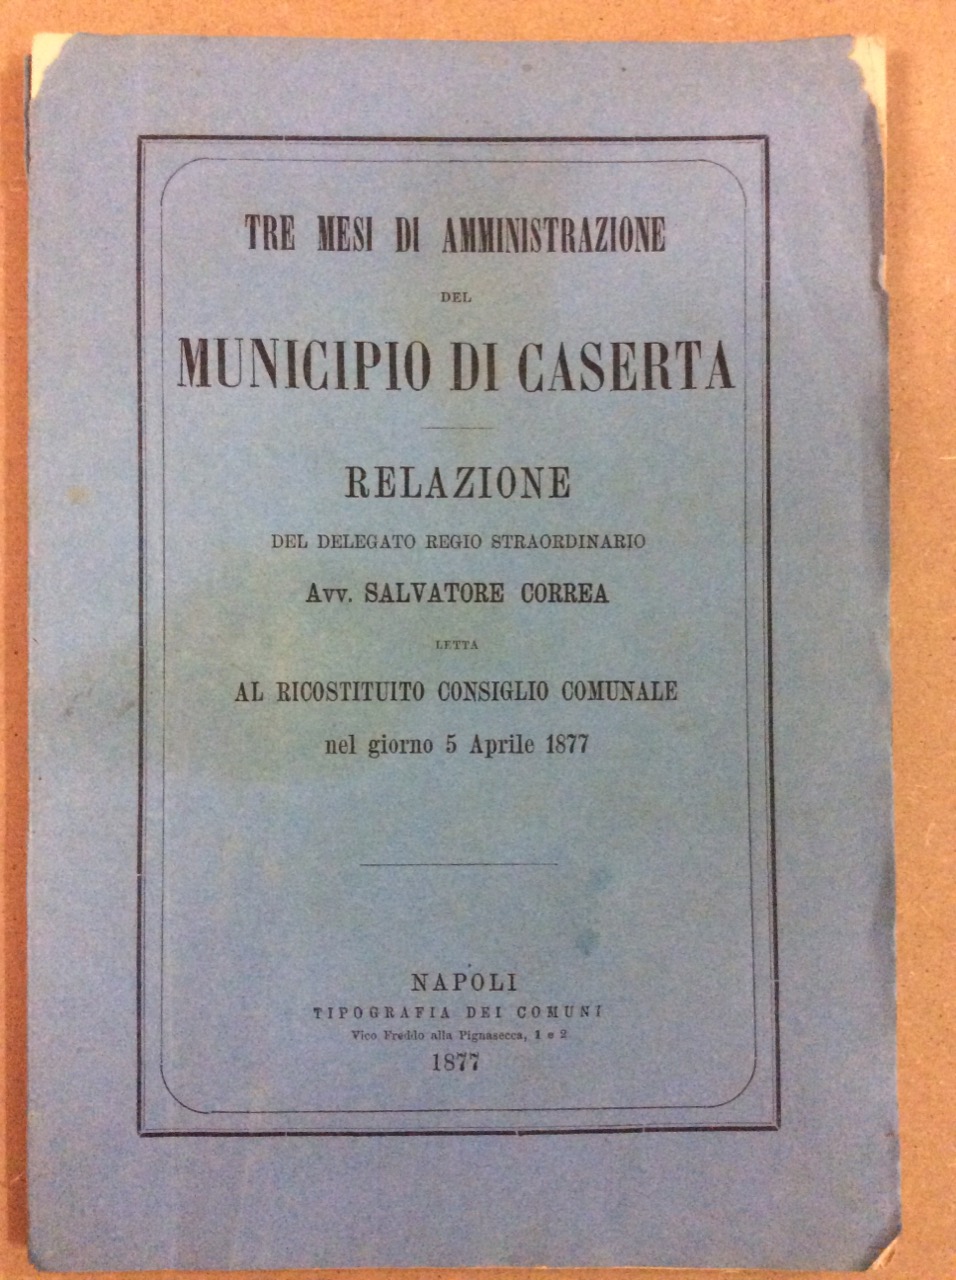 TRE MESI DI AMMINISTRAZIONE
DEL
MUNICIPIO DI CASERTA
RELAZIONE
DEL DELEGATO REGIO STRAORDINARIO
Avv. SALVATORE CORREA
LETTA
AL RICOSTITUITO CONSIGLIO COMUNALE
nel giorno 5 Aprile 1877
NAPOLI
TIPOGRAFIA DEI COMUNI
Vico Freddo alla Pignasecca, 1 e 2
1877